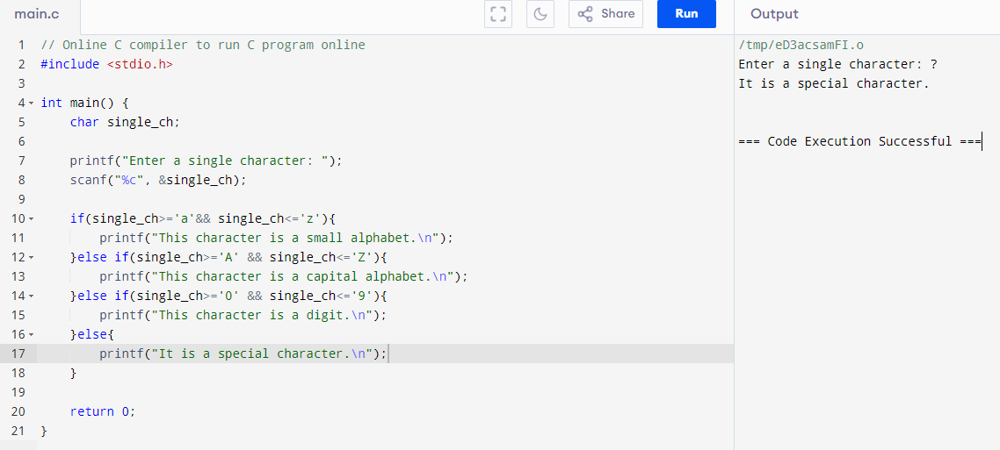 main.c
Share
Run
Output
1 // Online C compiler to run C program online
2 #include <stdio.h>
3
4 int main() {
5     char single_ch;
6
7     printf("Enter a single character: ");
8     scanf("%c", &single_ch);
9
10     if(single_ch>='a'&& single_ch<='z'){
11         printf("This character is a small alphabet.\n");
12     }else if(single_ch>='A' && single_ch<='Z'){
13         printf("This character is a capital alphabet.\n");
14     }else if(single_ch>='0' && single_ch<='9'){
15         printf("This character is a digit.\n");
16     }else{
17         printf("It is a special character.\n");
18     }
19
20     return 0;
21 }
/tmp/eD3acsamFI.o
Enter a single character: ?
It is a special character.
=== Code Execution Successful ===